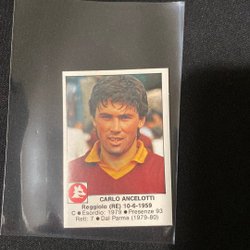 CARLO ANCELOTTI
Reggiolo (RE) 10-6-1959
C ● Esordio: 1979 ● Presenze 93
Reti: 7 ● Dal Parma (1979-80)